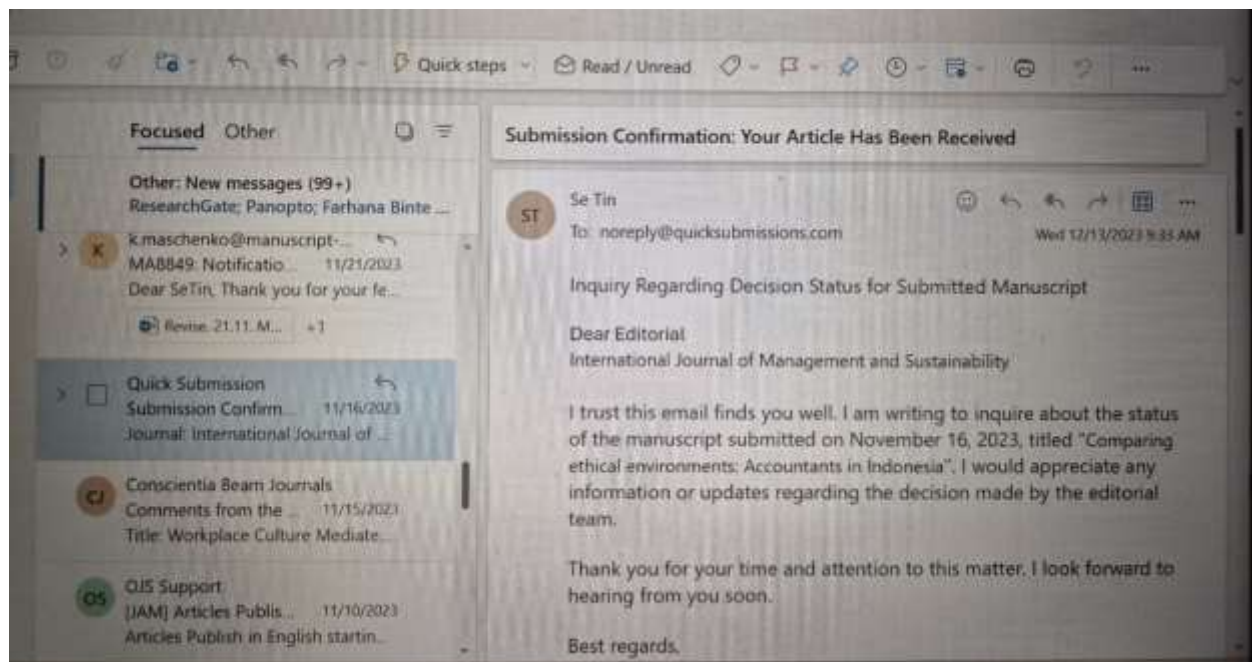 Quick steps
Read / Unread
Focused Other
Other: New messages (99+)
ResearchGate; Panopto; Farhana Binte ...
K
k.maschenko@manuscript-...
MA8849: Notificatio... 11/21/2023
Dear SeTin, Thank you for your fe...
Revise. 21.11. M... +1
Quick Submission
Submission Confirm... 11/16/2023
Journal: International Journal of ...
CJ
Conscientia Beam Journals
Comments from the ... 11/15/2023
Title: Workplace Culture Mediate...
OS
OJS Support
[JAM] Articles Publis... 11/10/2023
Articles Publish in English startin...
Submission Confirmation: Your Article Has Been Received
ST
Se Tin
To: noreply@quicksubmissions.com
Wed 12/13/2023 9:33 AM
Inquiry Regarding Decision Status for Submitted Manuscript
Dear Editorial
International Journal of Management and Sustainability
I trust this email finds you well. I am writing to inquire about the status
of the manuscript submitted on November 16, 2023, titled "Comparing
ethical environments: Accountants in Indonesia". I would appreciate any
information or updates regarding the decision made by the editorial
team.
Thank you for your time and attention to this matter. I look forward to
hearing from you soon.
Best regards,